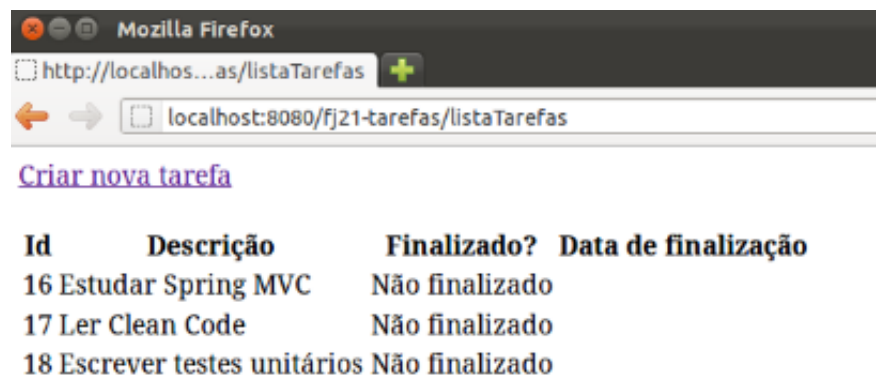 Mozilla Firefox
http://localhos...as/listaTarefas
localhost:8080/fj21-tarefas/listaTarefas
Criar nova tarefa
Id Descrição Finalizado? Data de finalização
16 Estudar Spring MVC Não finalizado
17 Ler Clean Code Não finalizado
18 Escrever testes unitários Não finalizado